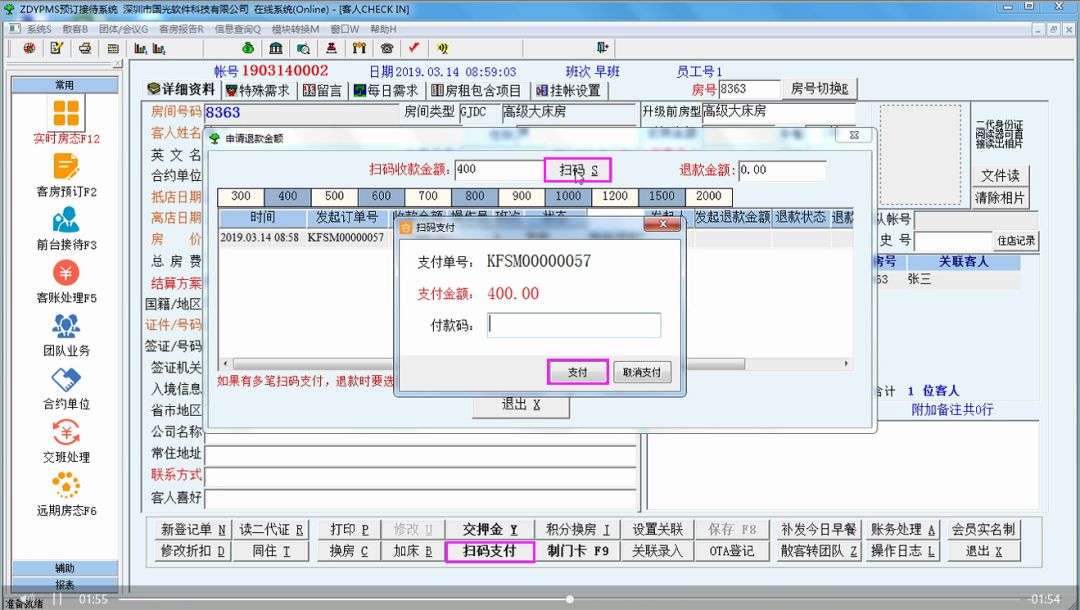 ZDYPMS预订接待系统 深圳市国光软件科技有限公司 在线系统(Online) - [客人CHECK IN]
系统S 散客B 团体/会议G 客房报告R 信息查询Q 模块转换M 窗口W 帮助H
常用
实时房态F12
客房预订F2
前台接待F3
客账处理F5
团队业务
合约单位
交班处理
远期房态F6
辅助
报表
准备就绪
帐号 1903140002 日期 2019.03.14 08:59:03 班次 早班 员工号1
详细资料 特殊需求 留言 每日需求 房租包含项目 挂帐设置 房号 8363 房号切换E
房间号码 8363 房间类型 GJDC 高级大床房 升级前房型 高级大床房
客人姓名
英文名
合约单位
抵店日期
离店日期
房 价
总房费
结算方案
国籍/地区
证件/号码
签证/号码
签证机关
入境信息
省市地区
公司名称
常住地址
联系方式
客人喜好
二代身份证
阅读器可直
接读出相片
文件读
清除相片
队帐号
史 号 住店记录
房号 关联客人
63 张三
合计 1 位客人
附加备注共0行
申请退款金额
扫码收款金额: 400 扫码 S 退款金额: 0.00
300 400 500 600 700 800 900 1000 1200 1500 2000
时间 发起订单号 收款金额 操作员 班次 状态 发起人 发起退款金额 退款状态 退款
2019.03.14 08:58 KFSM00000057
如果有多笔扫码支付，退款时要选
退出 X
扫码支付
支付单号: KFSM00000057
支付金额: 400.00
付款码:
支付 取消支付
新登记单 N 读二代证 R 打印 P 修改 U 交押金 Y 积分换房 I 设置关联 保存 F8 补发今日早餐 账务处理 A 会员实名制
修改折扣 D 同住 T 换房 C 加床 B 扫码支付 制门卡 F9 关联录入 OTA登记 散客转团队 Z 操作日志 L 退出 X
01:55
-01:54